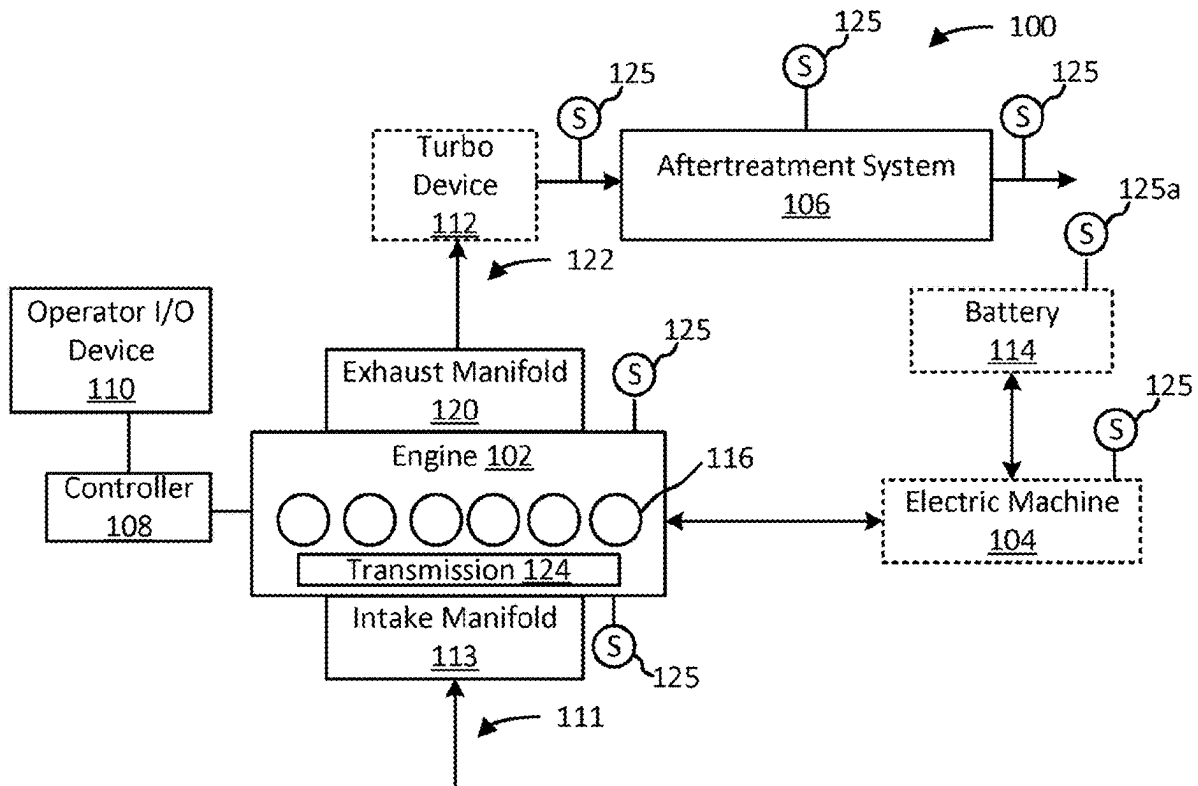 125
100
S
125
125
S
S
Turbo
Device
112
Aftertreatment System
106
125a
S
122
Operator I/O
Device
110
Battery
114
125
S
Exhaust Manifold
120
125
S
Engine 102
116
Controller
108
Electric Machine
104
Transmission 124
Intake Manifold
113
S
125
111